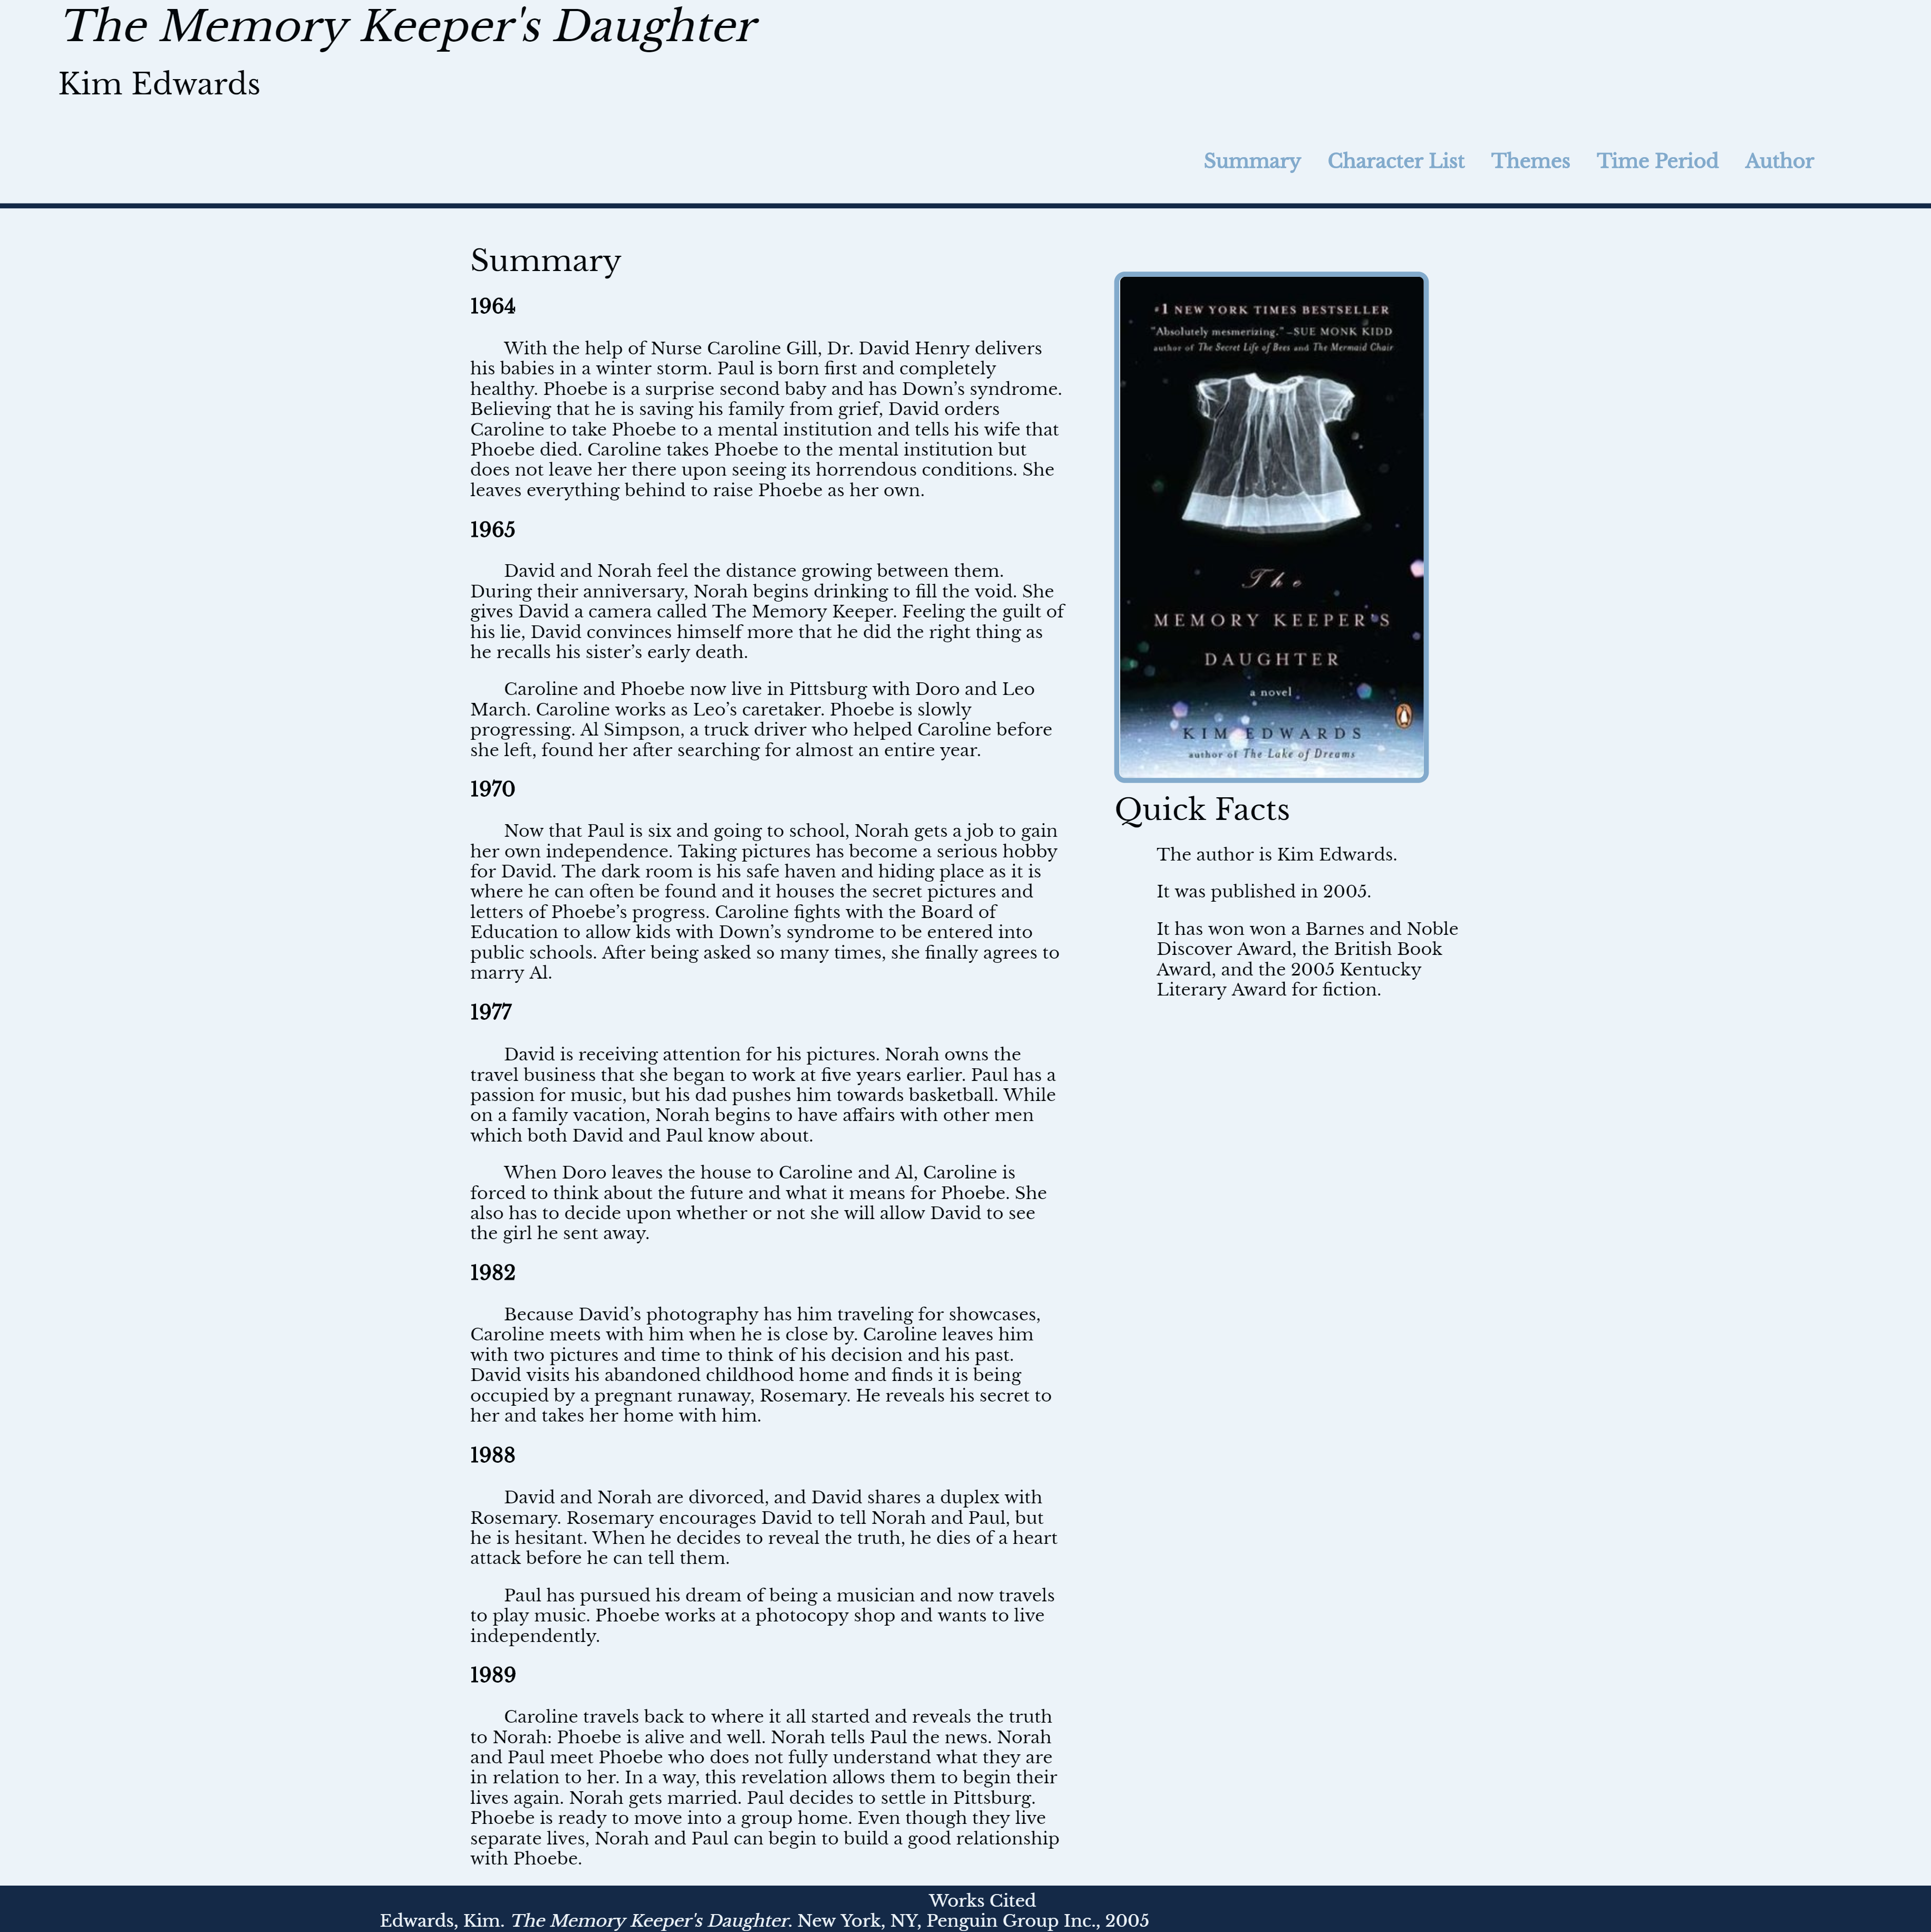 The Memory Keeper's Daughter
Kim Edwards
Summary Character List Themes Time Period Author
Summary
1964
With the help of Nurse Caroline Gill, Dr. David Henry delivers
his babies in a winter storm. Paul is born first and completely
healthy. Phoebe is a surprise second baby and has Down’s syndrome.
Believing that he is saving his family from grief, David orders
Caroline to take Phoebe to a mental institution and tells his wife that
Phoebe died. Caroline takes Phoebe to the mental institution but
does not leave her there upon seeing its horrendous conditions. She
leaves everything behind to raise Phoebe as her own.
1965
David and Norah feel the distance growing between them.
During their anniversary, Norah begins drinking to fill the void. She
gives David a camera called The Memory Keeper. Feeling the guilt of
his lie, David convinces himself more that he did the right thing as
he recalls his sister’s early death.
Caroline and Phoebe now live in Pittsburg with Doro and Leo
March. Caroline works as Leo’s caretaker. Phoebe is slowly
progressing. Al Simpson, a truck driver who helped Caroline before
she left, found her after searching for almost an entire year.
1970
Now that Paul is six and going to school, Norah gets a job to gain
her own independence. Taking pictures has become a serious hobby
for David. The dark room is his safe haven and hiding place as it is
where he can often be found and it houses the secret pictures and
letters of Phoebe’s progress. Caroline fights with the Board of
Education to allow kids with Down’s syndrome to be entered into
public schools. After being asked so many times, she finally agrees to
marry Al.
1977
David is receiving attention for his pictures. Norah owns the
travel business that she began to work at five years earlier. Paul has a
passion for music, but his dad pushes him towards basketball. While
on a family vacation, Norah begins to have affairs with other men
which both David and Paul know about.
When Doro leaves the house to Caroline and Al, Caroline is
forced to think about the future and what it means for Phoebe. She
also has to decide upon whether or not she will allow David to see
the girl he sent away.
1982
Because David’s photography has him traveling for showcases,
Caroline meets with him when he is close by. Caroline leaves him
with two pictures and time to think of his decision and his past.
David visits his abandoned childhood home and finds it is being
occupied by a pregnant runaway, Rosemary. He reveals his secret to
her and takes her home with him.
1988
David and Norah are divorced, and David shares a duplex with
Rosemary. Rosemary encourages David to tell Norah and Paul, but
he is hesitant. When he decides to reveal the truth, he dies of a heart
attack before he can tell them.
Paul has pursued his dream of being a musician and now travels
to play music. Phoebe works at a photocopy shop and wants to live
independently.
1989
Caroline travels back to where it all started and reveals the truth
to Norah: Phoebe is alive and well. Norah tells Paul the news. Norah
and Paul meet Phoebe who does not fully understand what they are
in relation to her. In a way, this revelation allows them to begin their
lives again. Norah gets married. Paul decides to settle in Pittsburg.
Phoebe is ready to move into a group home. Even though they live
separate lives, Norah and Paul can begin to build a good relationship
with Phoebe.
#1 NEW YORK TIMES BESTSELLER
"Absolutely mesmerizing." –SUE MONK KIDD
author of The Secret Life of Bees and The Mermaid Chair
The
MEMORY KEEPER'S
DAUGHTER
a novel
KIM EDWARDS
author of The Lake of Dreams
Quick Facts
The author is Kim Edwards.
It was published in 2005.
It has won won a Barnes and Noble
Discover Award, the British Book
Award, and the 2005 Kentucky
Literary Award for fiction.
Works Cited
Edwards, Kim. The Memory Keeper's Daughter. New York, NY, Penguin Group Inc., 2005